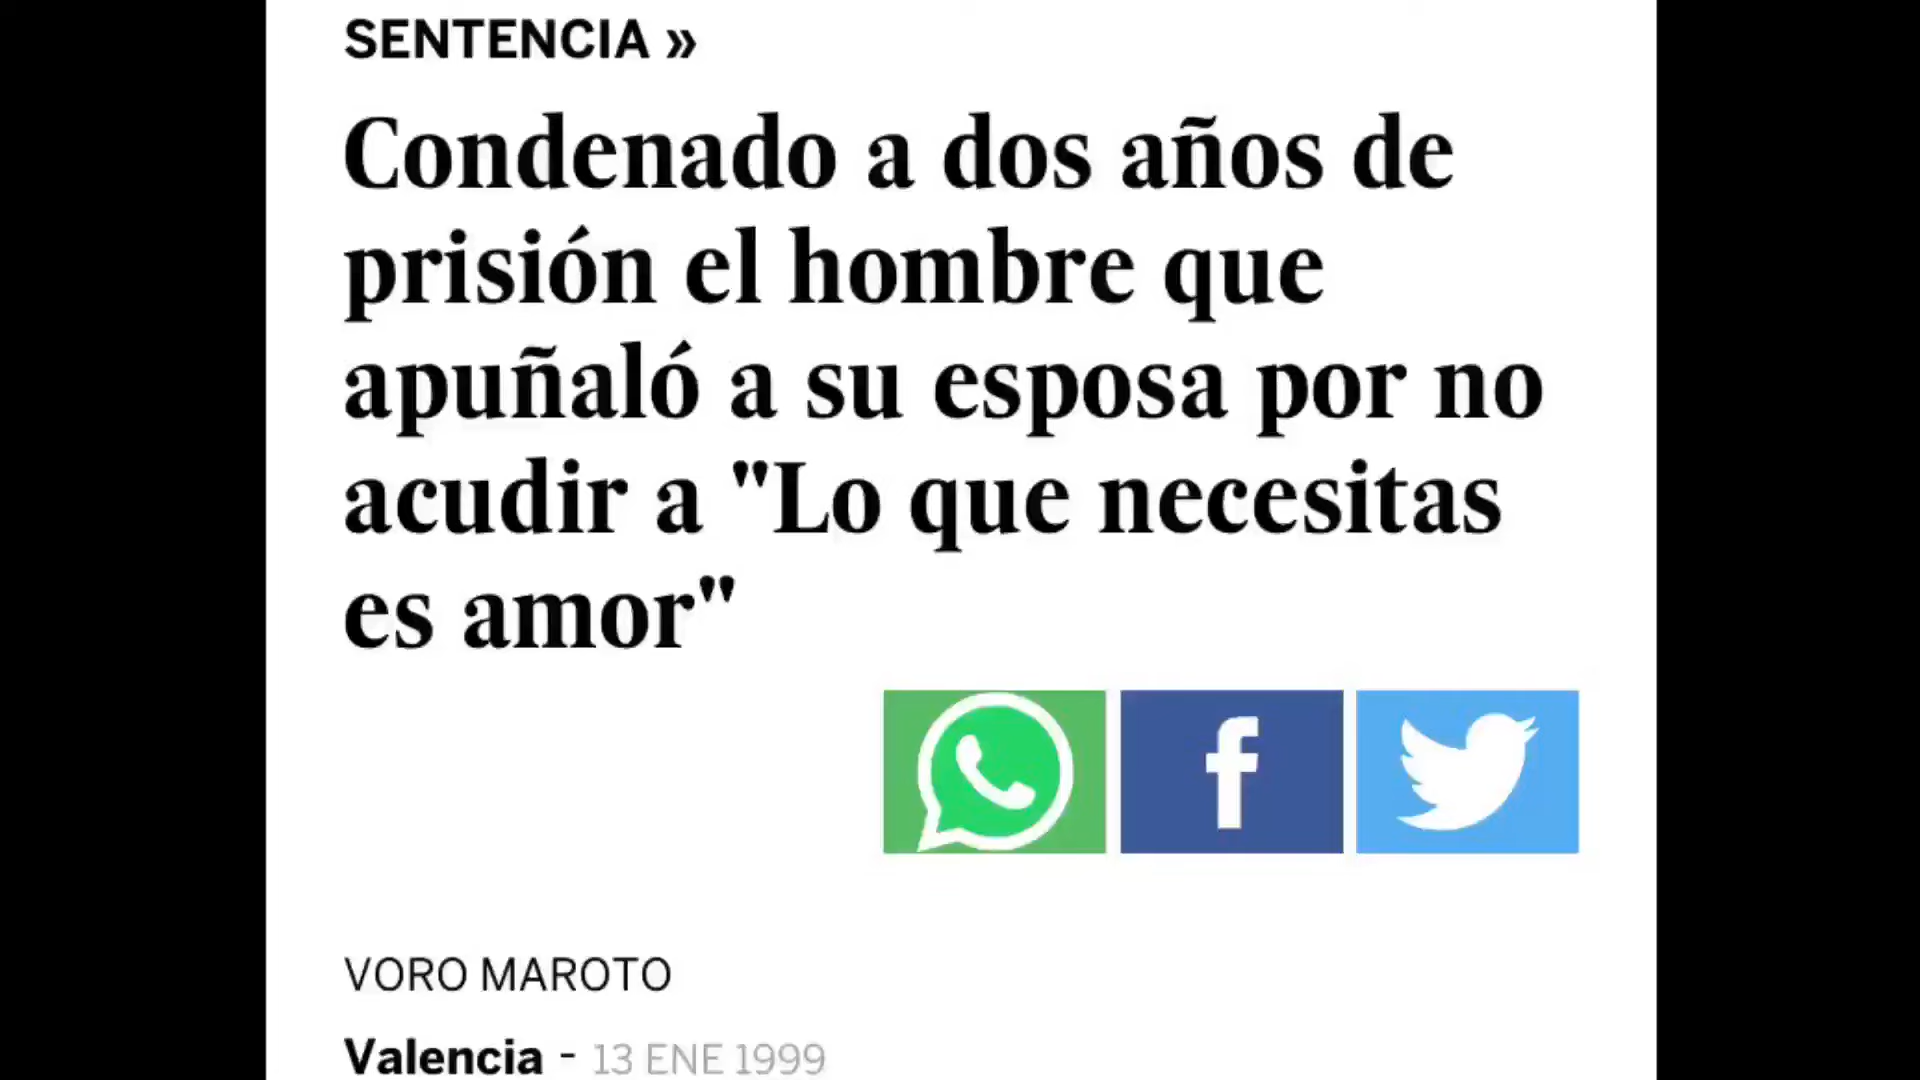 SENTENCIA »
Condenado a dos años de
prisión el hombre que
apuñaló a su esposa por no
acudir a "Lo que necesitas
es amor"
VORO MAROTO
Valencia - 13 ENE 1999